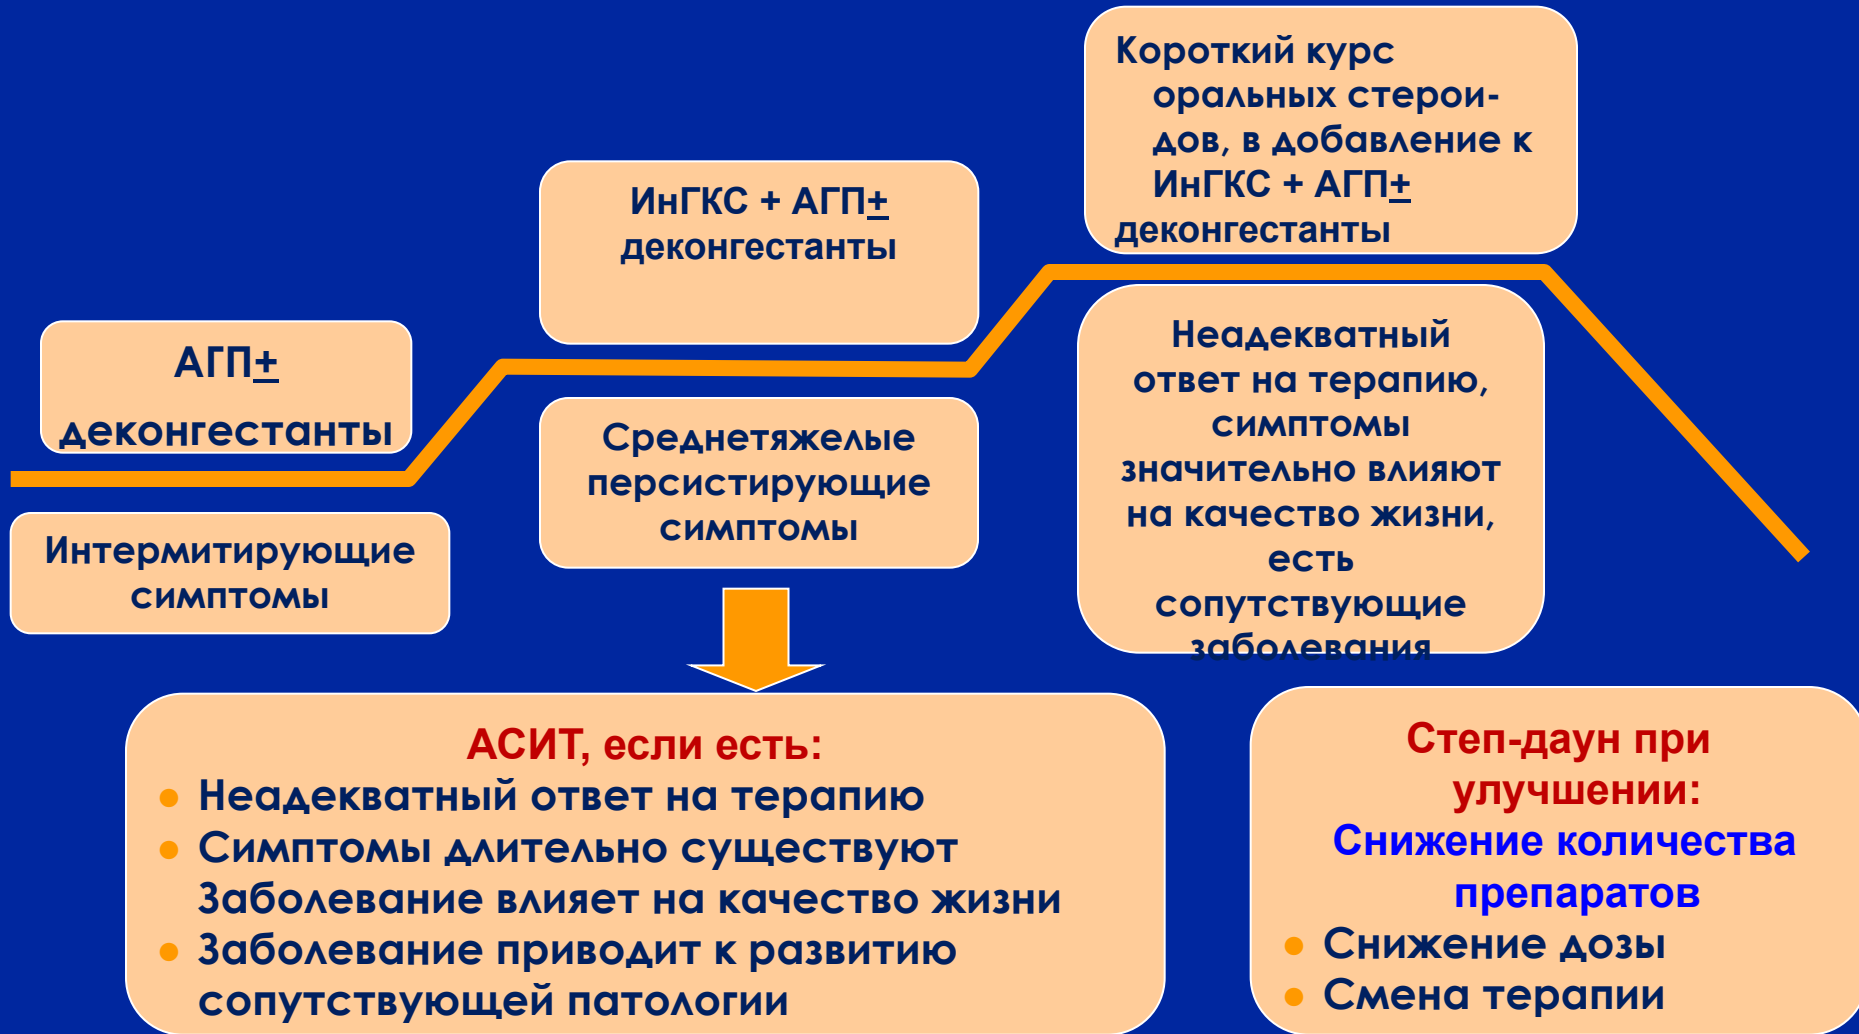 Короткий курс
оральных стерои-
дов, в добавление к
ИнГКС + АГП±
деконгестанты
ИнГКС + АГП±
деконгестанты
АГП±
деконгестанты
Неадекватный
ответ на терапию,
симптомы
значительно влияют
на качество жизни,
есть
сопутствующие
заболевания
Среднетяжелые
персистирующие
симптомы
Интермитирующие
симптомы
АСИТ, если есть:
● Неадекватный ответ на терапию
● Симптомы длительно существуют
Заболевание влияет на качество жизни
● Заболевание приводит к развитию
сопутствующей патологии
Степ-даун при
улучшении:
Снижение количества
препаратов
● Снижение дозы
● Смена терапии